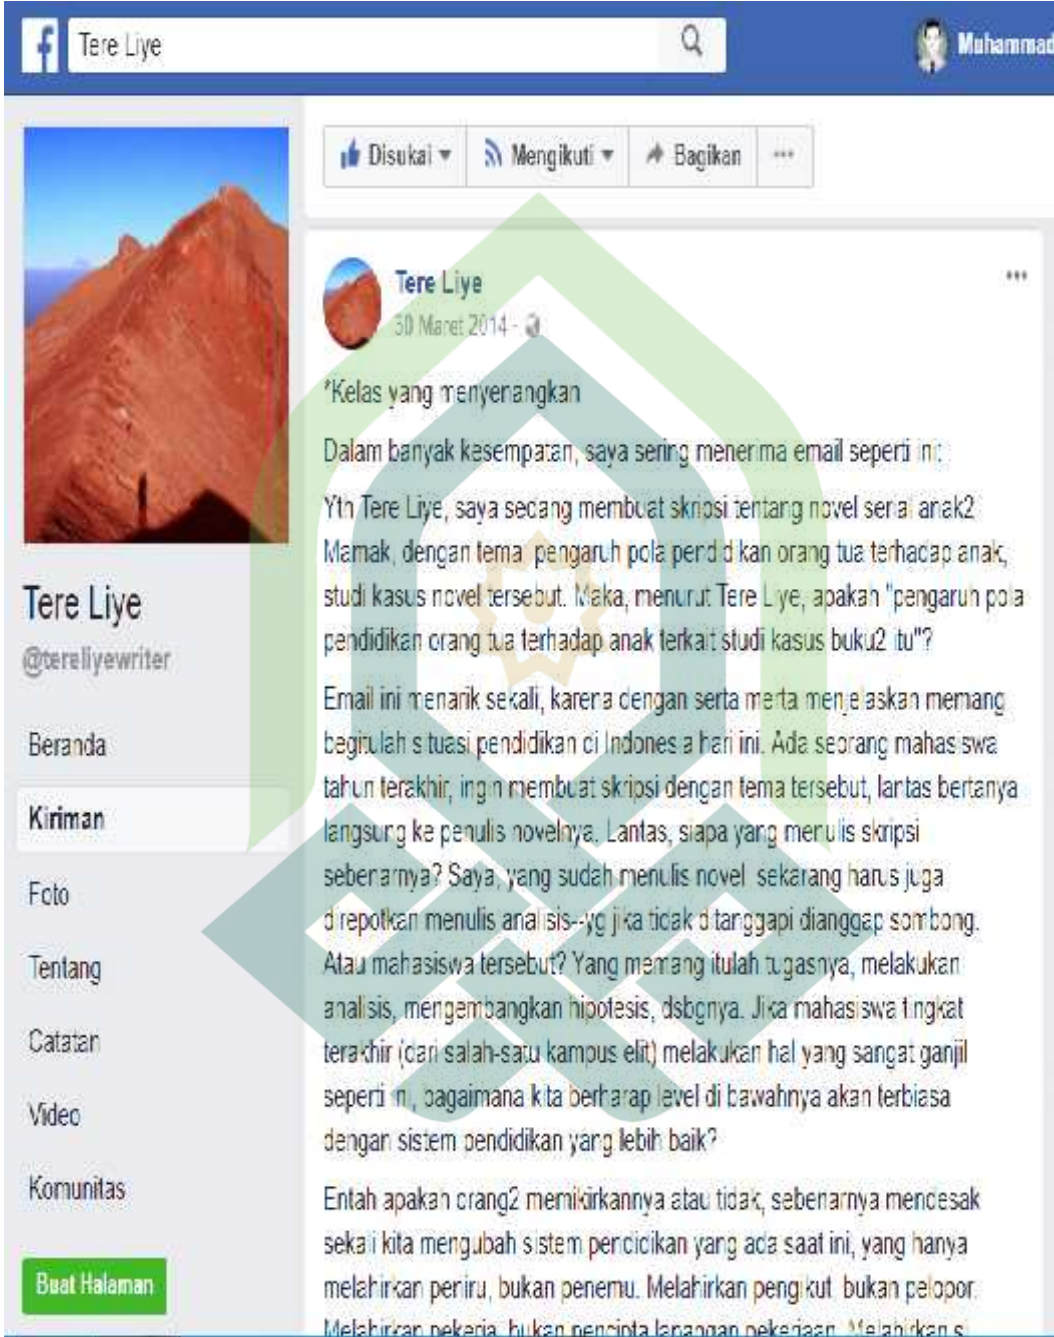 f
Tere Liye
Muhammad
Disukai
Mengikuti
Bagikan
Tere Liye
30 Maret 2014
*Kelas yang menyenangkan
Dalam banyak kesempatan, saya sering menerima email seperti ini:
Yth Tere Liye, saya sedang membuat skripsi tentang novel serial anak2
Mamak, dengan tema pengaruh pola pendidikan orang tua terhadap anak,
studi kasus novel tersebut. Maka, menurut Tere Liye, apakah "pengaruh pola
pendidikan orang tua terhadap anak terkait studi kasus buku2 itu"?
Email ini menarik sekali, karena dengan serta merta menjelaskan memang
begitulah situasi pendidikan di Indonesia hari ini. Ada seorang mahasiswa
tahun terakhir, ingin membuat skripsi dengan tema tersebut, lantas bertanya
langsung ke penulis novelnya. Lantas, siapa yang menulis skripsi
sebenarnya? Saya, yang sudah menulis novel sekarang harus juga
direpotkan menulis analisis--yg jika tidak ditanggapi dianggap sombong.
Atau mahasiswa tersebut? Yang memang itulah tugasnya, melakukan
analisis, mengembangkan hipotesis, dsbgnya. Jika mahasiswa tingkat
terakhir (dari salah-satu kampus elit) melakukan hal yang sangat ganjil
seperti ini, bagaimana kita berharap level di bawahnya akan terbiasa
dengan sistem pendidikan yang lebih baik?
Entah apakah orang2 memikirkannya atau tidak, sebenarnya mendesak
sekali kita mengubah sistem pendidikan yang ada saat ini, yang hanya
melahirkan peniru, bukan penemu. Melahirkan pengikut, bukan pelopor.
Melahirkan pekerja, bukan pencipta lapangan pekerjaan. Melahirkan si
Tere Liye
@tereliyewriter
Beranda
Kiriman
Foto
Tentang
Catatan
Video
Komunitas
Buat Halaman